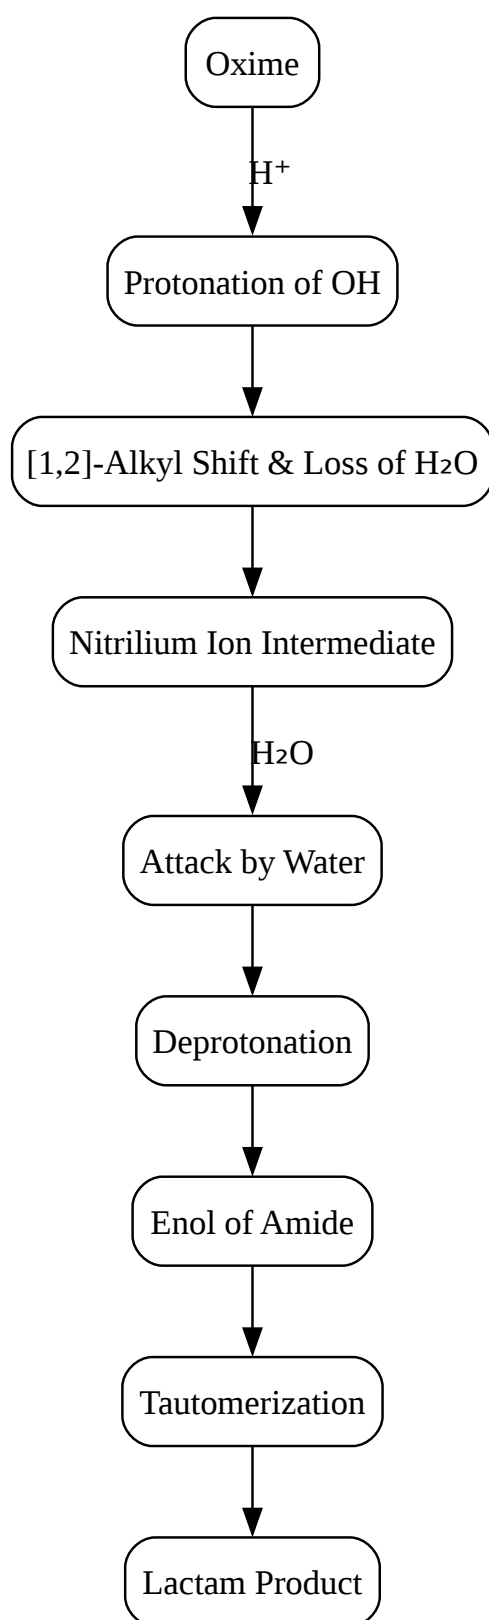 Oxime
H⁺
Protonation of OH
[1,2]-Alkyl Shift & Loss of H₂O
Nitrilium Ion Intermediate
H₂O
Attack by Water
Deprotonation
Enol of Amide
Tautomerization
Lactam Product